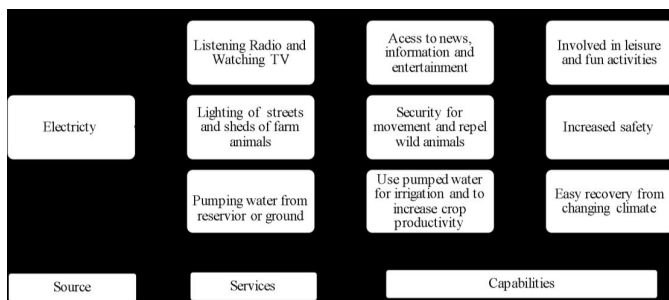 Listening Radio and
Watching TV
Acess to news,
information and
entertainment
Involved in leisure
and fun activities
Electricty
Lighting of streets
and sheds of farm
animals
Security for
movement and repel
wild animals
Increased safety
Pumping water from
reservior or ground
Use pumped water
for irrigation and to
increase crop
productivity
Easy recovery from
changing climate
Source
Services
Capabilities